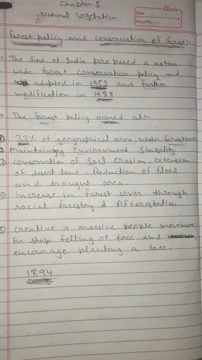 Chapter-5
Natural Vegetation.
Forest policy and conservation of forest:-
• The Govt of India proposed a nation
wide forest conservation policy and
adopted in 1952 and further
modification in 1988.
• The forest policy aimed at:-
33% of geographical area under
Maintaining Environment Stability
conservation of Soil erosion extension
of desert land, Reduction of flood
and drought area
Increase in forest cover through
social forestry & Afforestation
creative a massive people movement
for stop felling of tree and
encourage planting a tree.
1894